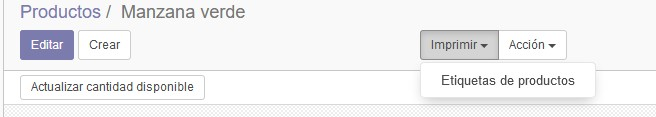 Productos / Manzana verde
Editar Crear Imprimir Acción
Etiquetas de productos
Actualizar cantidad disponible